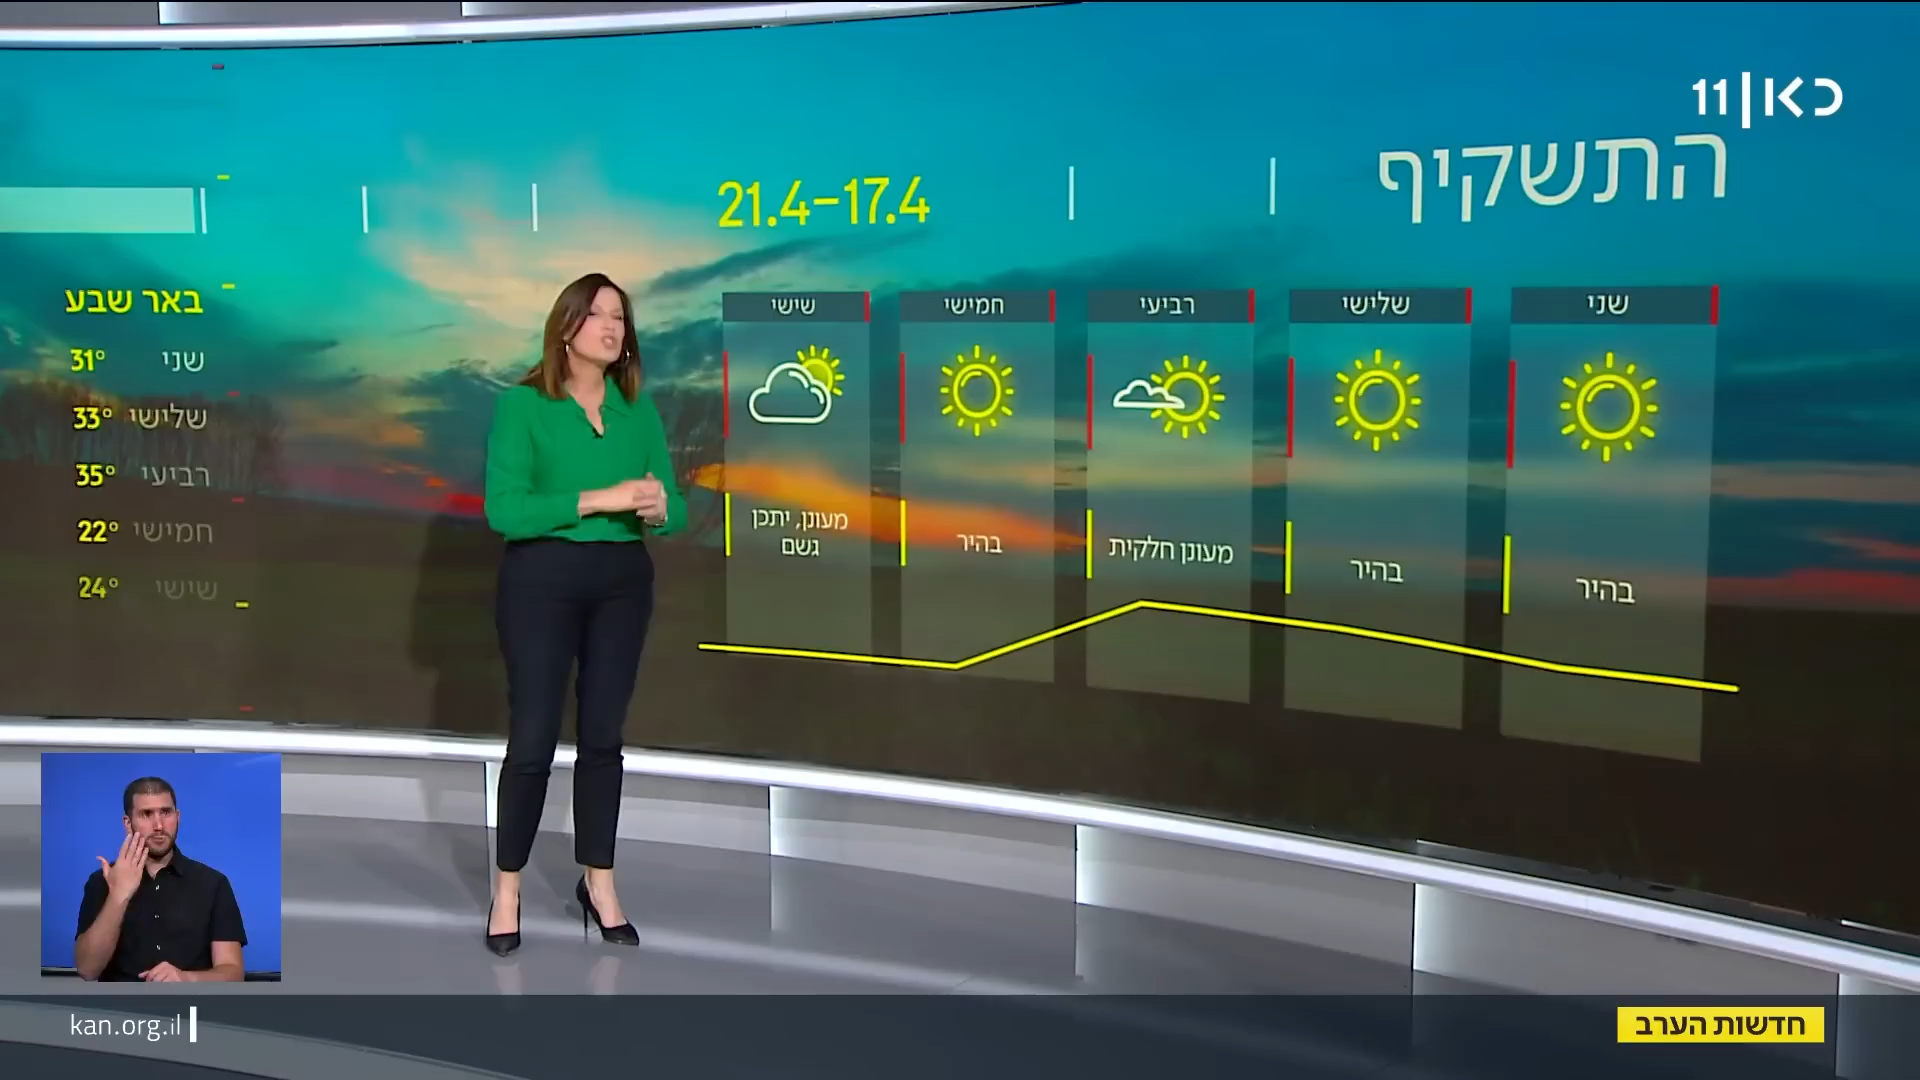 כאן 11
התשקיף
21.4-17.4
שני
שלישי
רביעי
חמישי
שישי
בהיר
בהיר
מעונן חלקית
בהיר
מעונן, יתכן
גשם
באר שבע
שני 31°
שלישי 33°
רביעי 35°
חמישי 22°
שישי 24°
חדשות הערב
kan.org.il